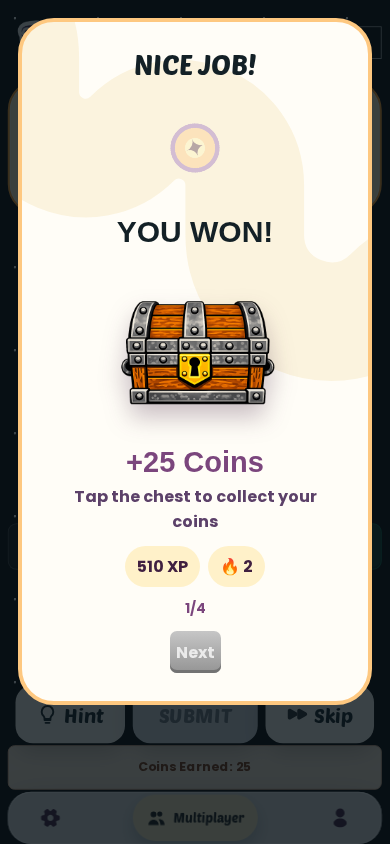 NICE JOB!
YOU WON!
+25 Coins
Tap the chest to collect your
coins
510 XP
🔥 2
1/4
Next
Hint
SUBMIT
Skip
Coins Earned: 25
Multiplayer